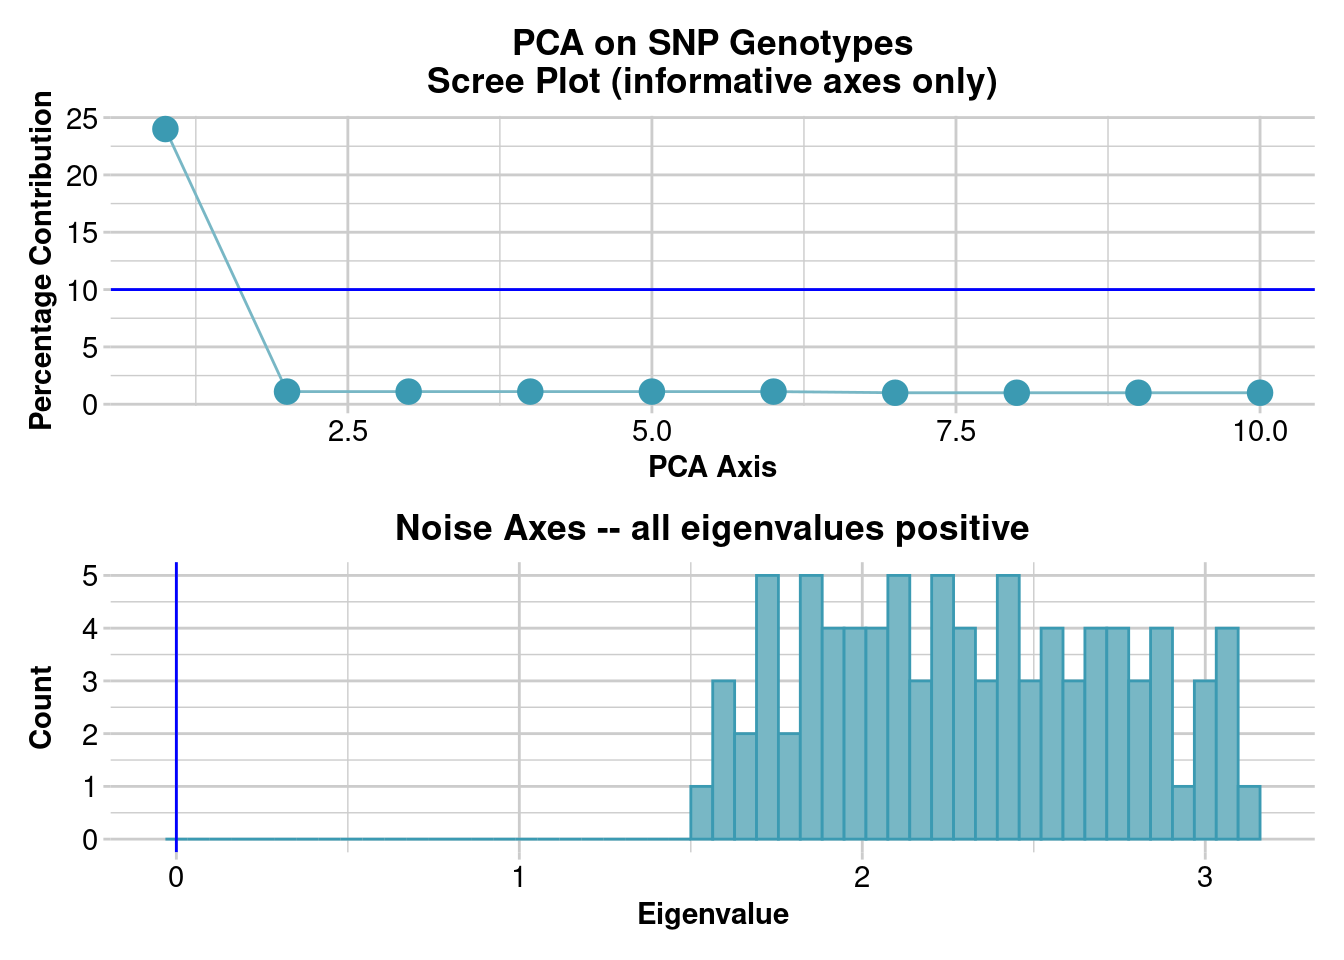 PCA on SNP Genotypes
Scree Plot (informative axes only)
Percentage Contribution
25
20
15
10
5
0
2.5 5.0 7.5 10.0
PCA Axis
Noise Axes -- all eigenvalues positive
Count
5
4
3
2
1
0
0 1 2 3
Eigenvalue